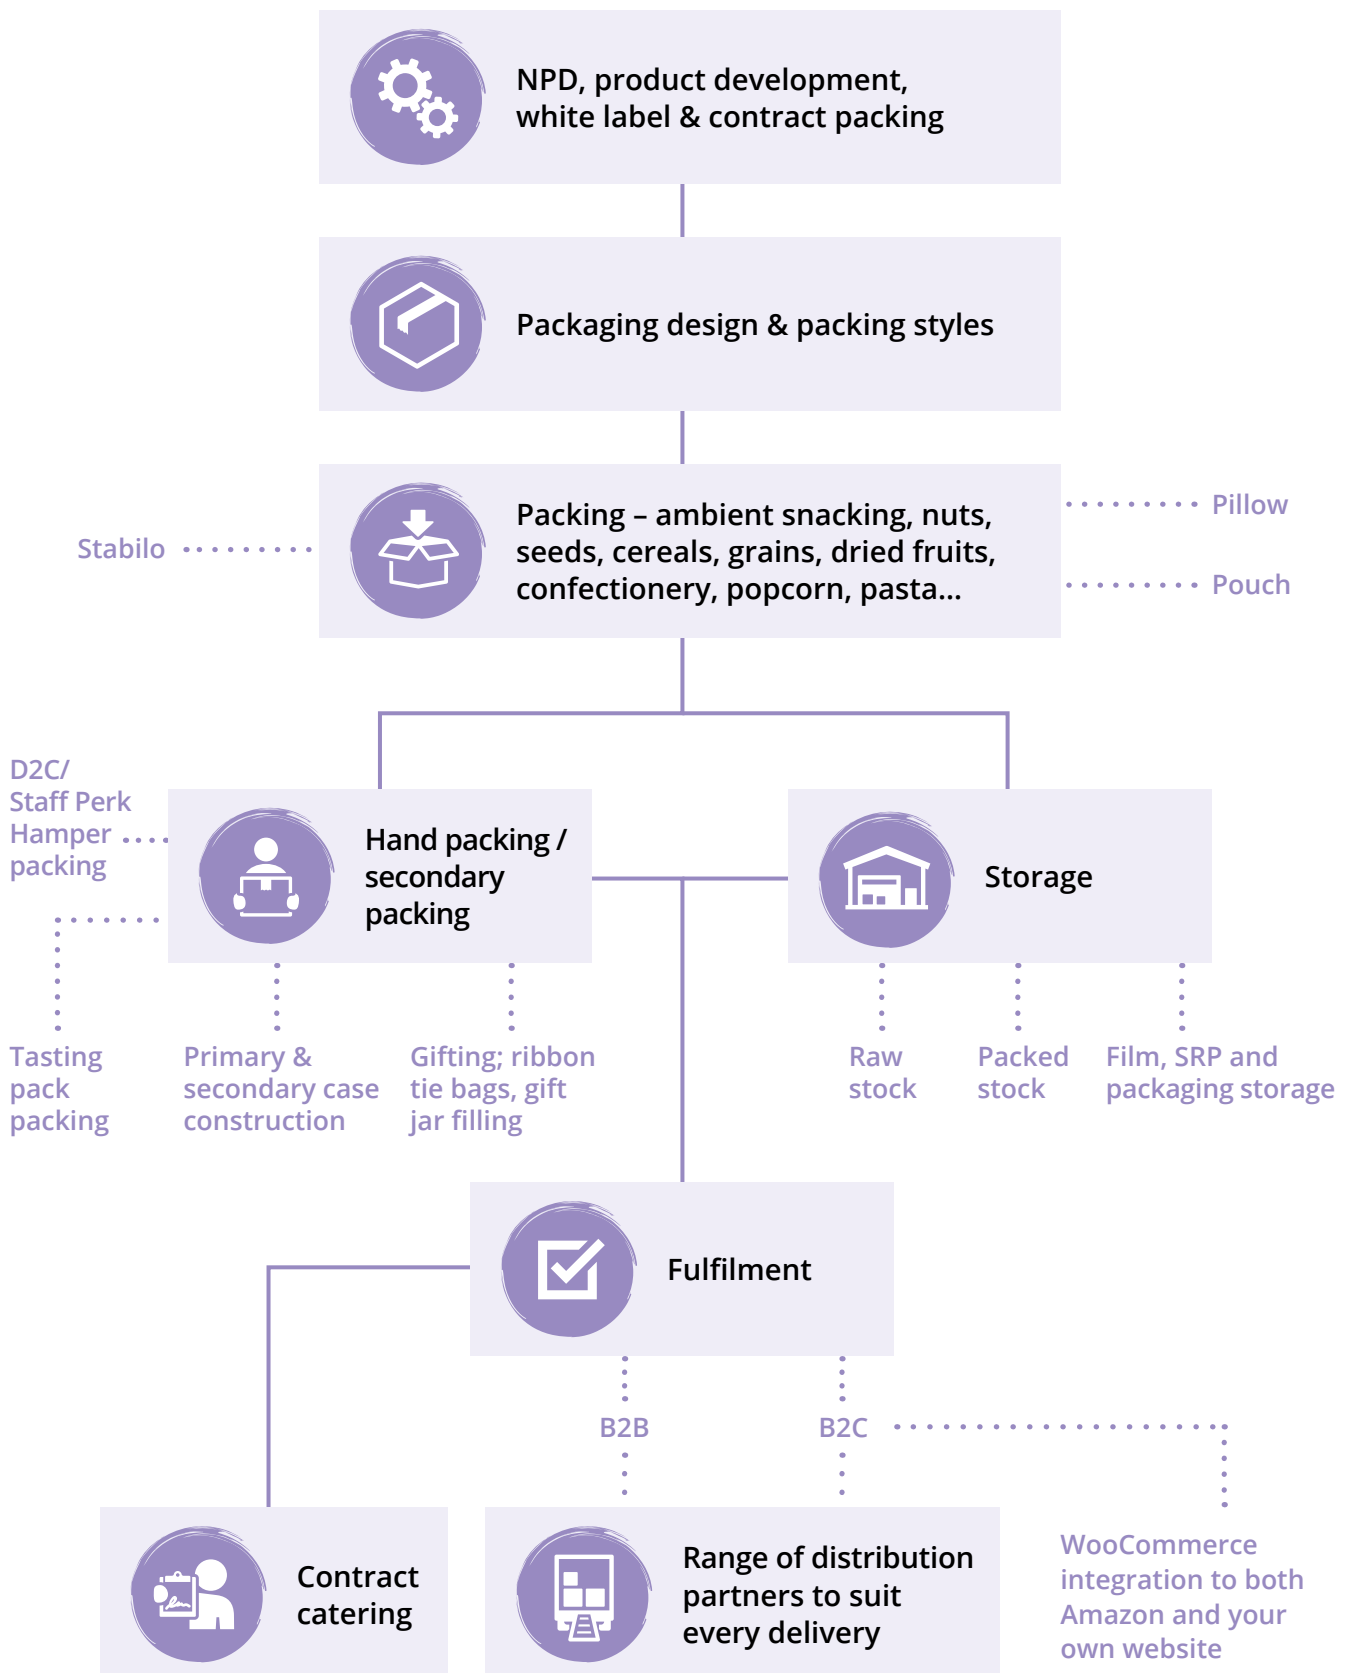 NPD, product development,
white label & contract packing
Packaging design & packing styles
Packing – ambient snacking, nuts,
seeds, cereals, grains, dried fruits,
confectionery, popcorn, pasta...
Stabilo
Pillow
Pouch
D2C/
Staff Perk
Hamper
packing
Hand packing /
secondary
packing
Storage
Tasting
pack
packing
Primary &
secondary case
construction
Gifting; ribbon
tie bags, gift
jar filling
Raw
stock
Packed
stock
Film, SRP and
packaging storage
Fulfilment
B2B
B2C
Contract
catering
Range of distribution
partners to suit
every delivery
WooCommerce
integration to both
Amazon and your
own website